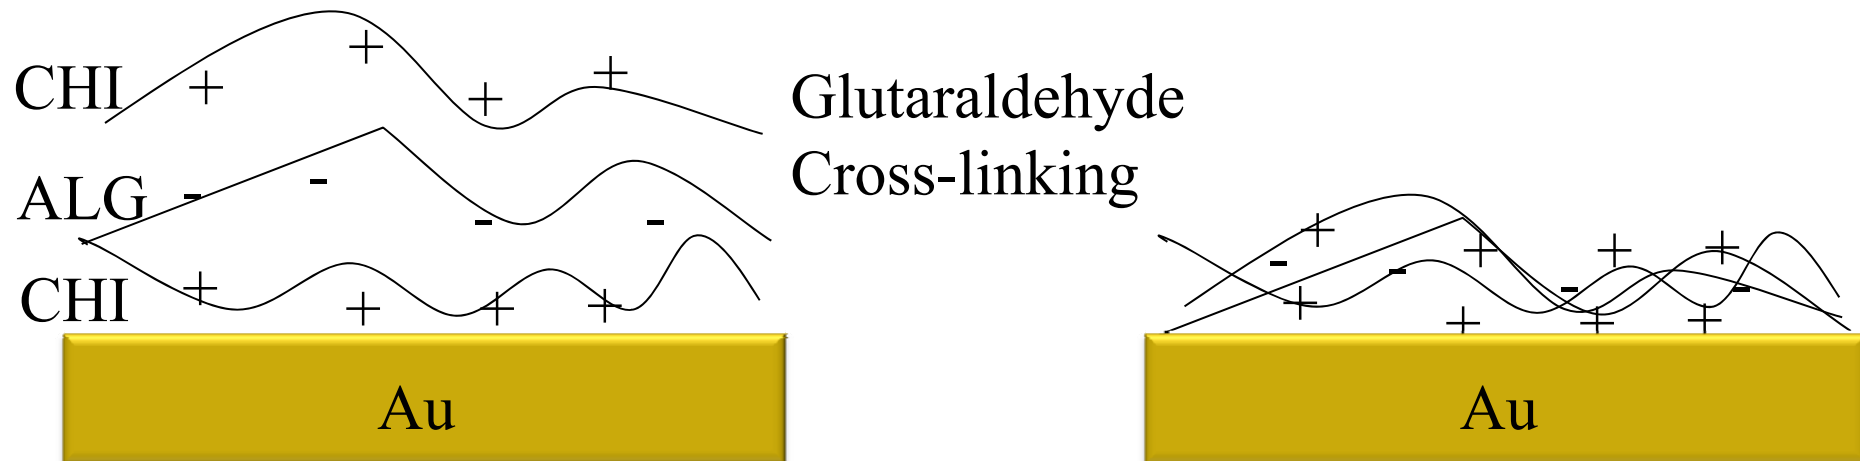 CHI
ALG
CHI
Au
Glutaraldehyde
Cross-linking
Au